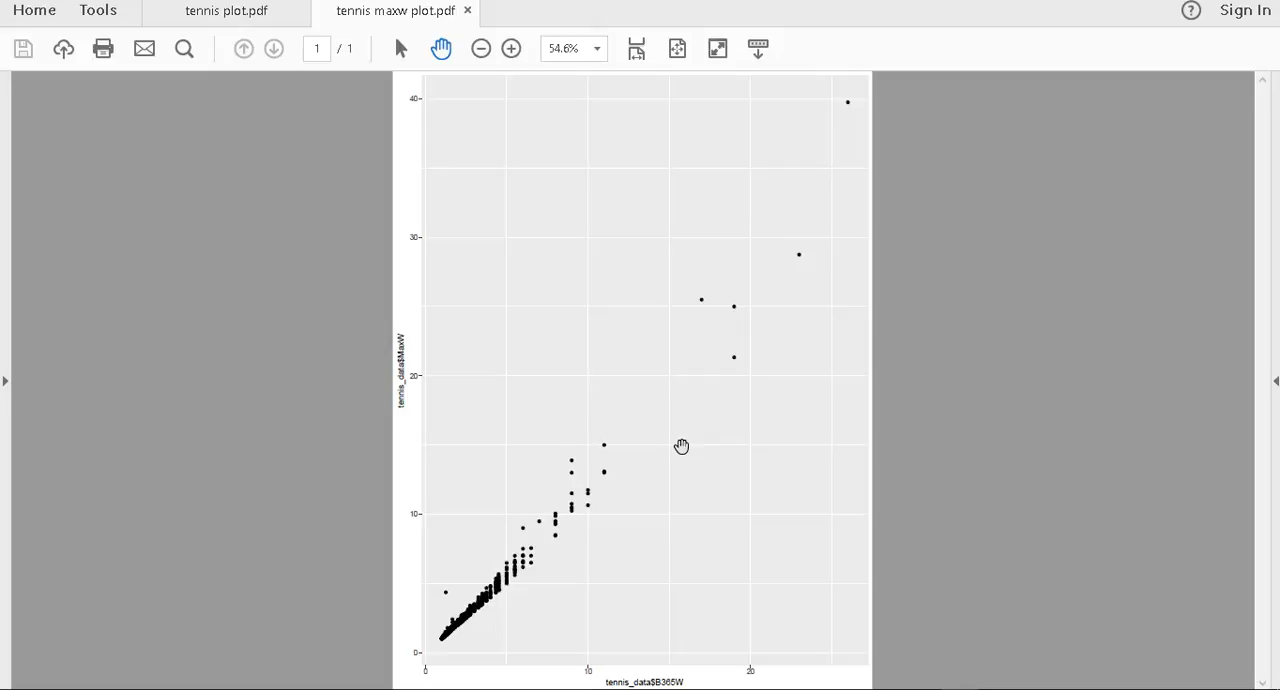 Home Tools tennis plot.pdf tennis maxw plot.pdf × ? Sign In
1 / 1 54.6%
40
30
tennis_data$MaxW
20
10
0
0 10 20
tennis_data$B365W